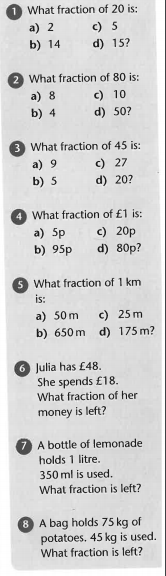 1 What fraction of 20 is:
a) 2 c) 5
b) 14 d) 15?
2 What fraction of 80 is:
a) 8 c) 10
b) 4 d) 50?
3 What fraction of 45 is:
a) 9 c) 27
b) 5 d) 20?
4 What fraction of £1 is:
a) 5p c) 20p
b) 95p d) 80p?
5 What fraction of 1 km
is:
a) 50 m c) 25 m
b) 650 m d) 175 m?
6 Julia has £48.
She spends £18.
What fraction of her
money is left?
7 A bottle of lemonade
holds 1 litre.
350 ml is used.
What fraction is left?
8 A bag holds 75 kg of
potatoes. 45 kg is used.
What fraction is left?